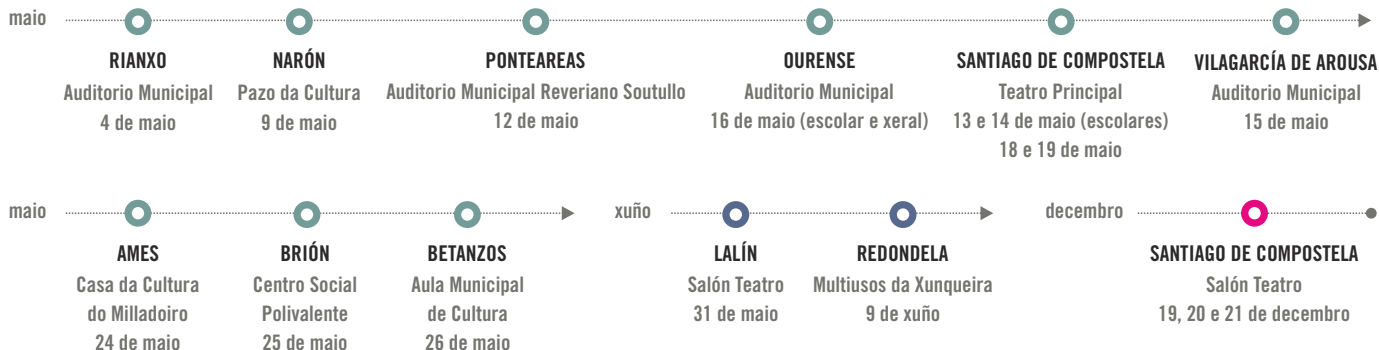 maio
RIANXO
Auditorio Municipal
4 de maio
NARÓN
Pazo da Cultura
9 de maio
PONTEAREAS
Auditorio Municipal Reveriano Soutullo
12 de maio
OURENSE
Auditorio Municipal
16 de maio (escolar e xeral)
SANTIAGO DE COMPOSTELA
Teatro Principal
13 e 14 de maio (escolares)
18 e 19 de maio
VILAGARCÍA DE AROUSA
Auditorio Municipal
15 de maio
maio
AMES
Casa da Cultura
do Milladoiro
24 de maio
BRIÓN
Centro Social
Polivalente
25 de maio
BETANZOS
Aula Municipal
de Cultura
26 de maio
xuño
LALÍN
Salón Teatro
31 de maio
REDONDELA
Multiusos da Xunqueira
9 de xuño
decembro
SANTIAGO DE COMPOSTELA
Salón Teatro
19, 20 e 21 de decembro